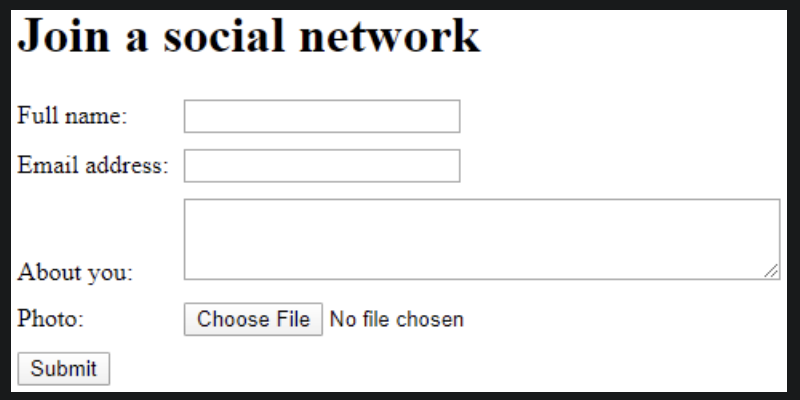 Join a social network
Full name:
Email address:
About you:
Photo: Choose File No file chosen
Submit